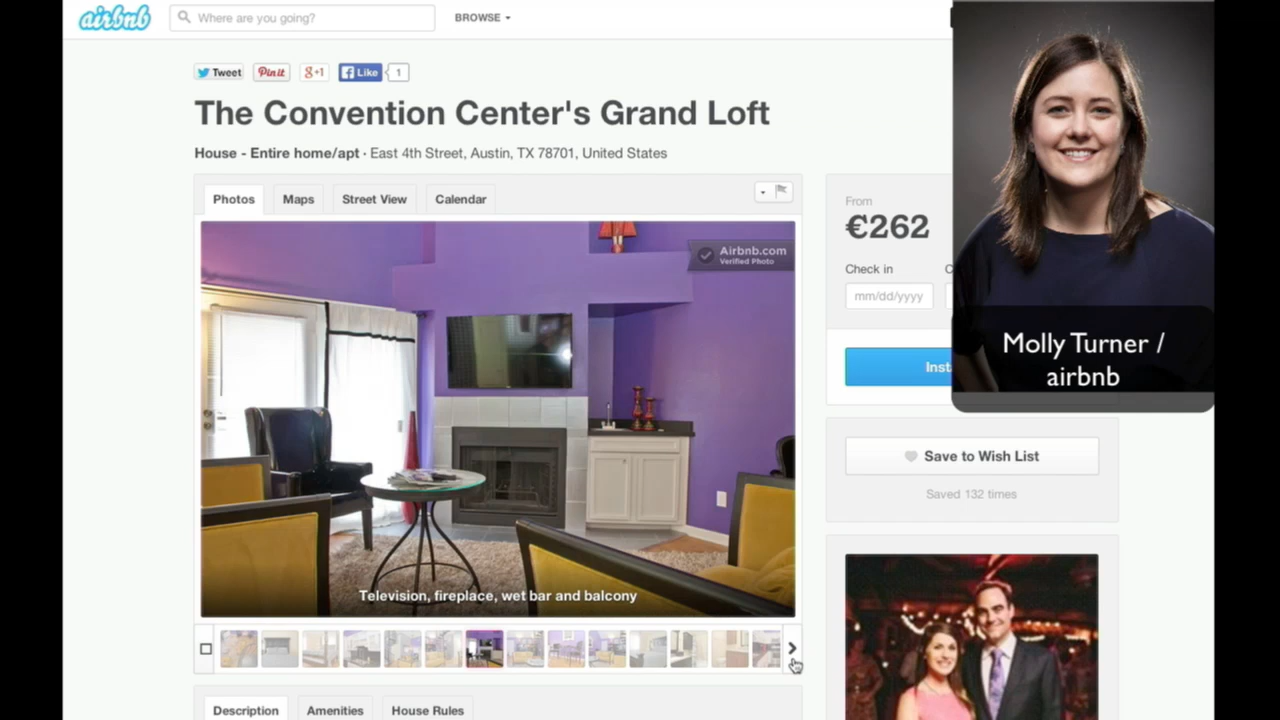 airbnb
Where are you going?
BROWSE
Tweet
Pin it
g+1
Like
1
The Convention Center's Grand Loft
House - Entire home/apt · East 4th Street, Austin, TX 78701, United States
Photos
Maps
Street View
Calendar
Airbnb.com
Verified Photo
Television, fireplace, wet bar and balcony
From
€262
Check in
mm/dd/yyyy
Molly Turner /
airbnb
Save to Wish List
Saved 132 times
Description
Amenities
House Rules